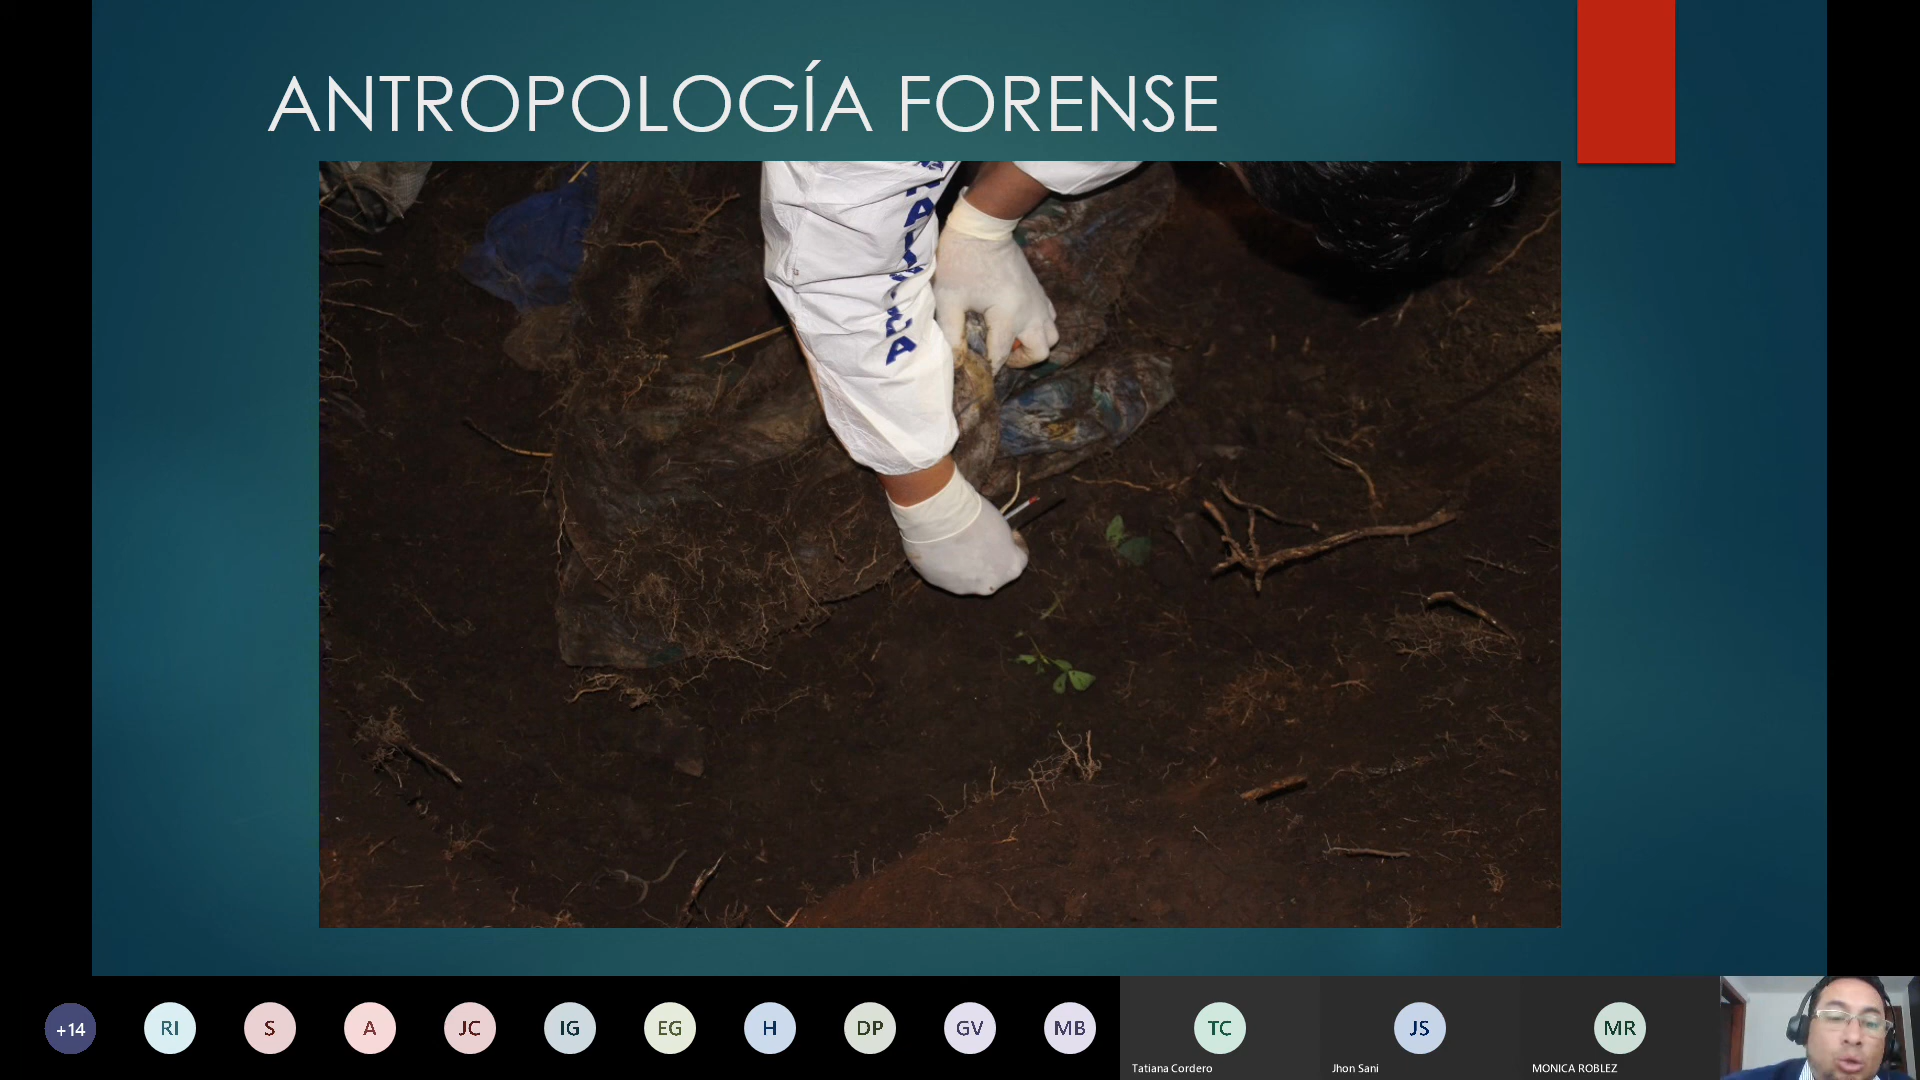 ANTROPOLOGÍA FORENSE
+14
RI
S
A
JC
IG
EG
H
DP
GV
MB
TC
JS
MR
Tatiana Cordero
Jhon Sani
MONICA ROBLEZ